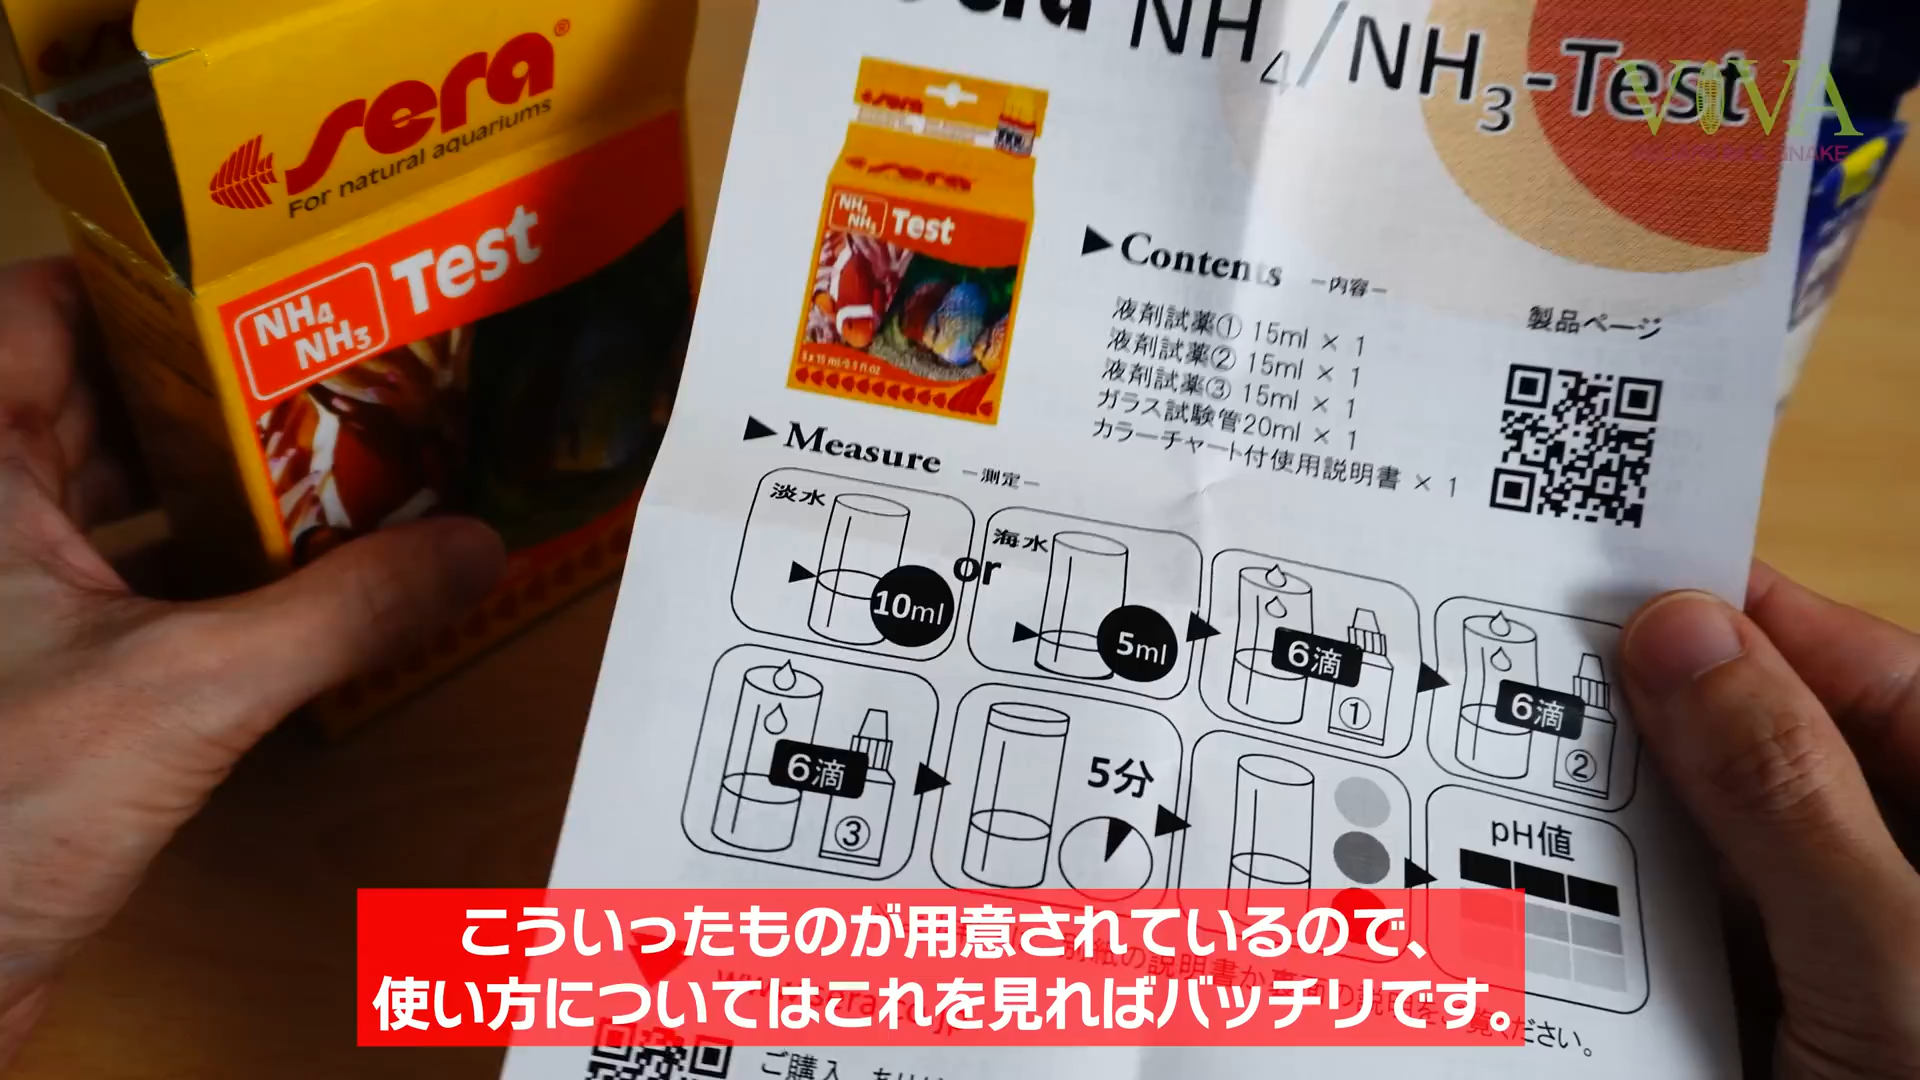 sera®
For natural aquariums
NH4
NH3
Test
NH4/NH3-Test
VIVA
sera
NH4
NH3
Test
▶Contents －内容－
液剤試薬① 15ml × 1
液剤試薬② 15ml × 1
液剤試薬③ 15ml × 1
ガラス試験管20ml × 1
カラーチャート付使用説明書 × 1
製品ページ
▶Measure －測定－
淡水
10ml
or
海水
5ml
6滴
①
6滴
②
6滴
③
5分
pH値
こういったものが用意されているので、
使い方についてはこれを見ればバッチリです。
ください。
ご購入